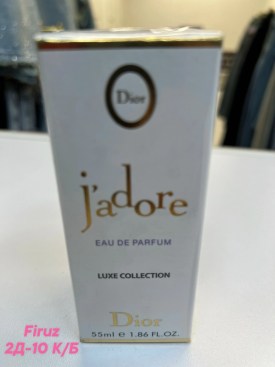 Dior
j'adore
EAU DE PARFUM
LUXE COLLECTION
Dior
55ml e 1.86 FL.OZ.
Firuz
2Д-10 К/Б